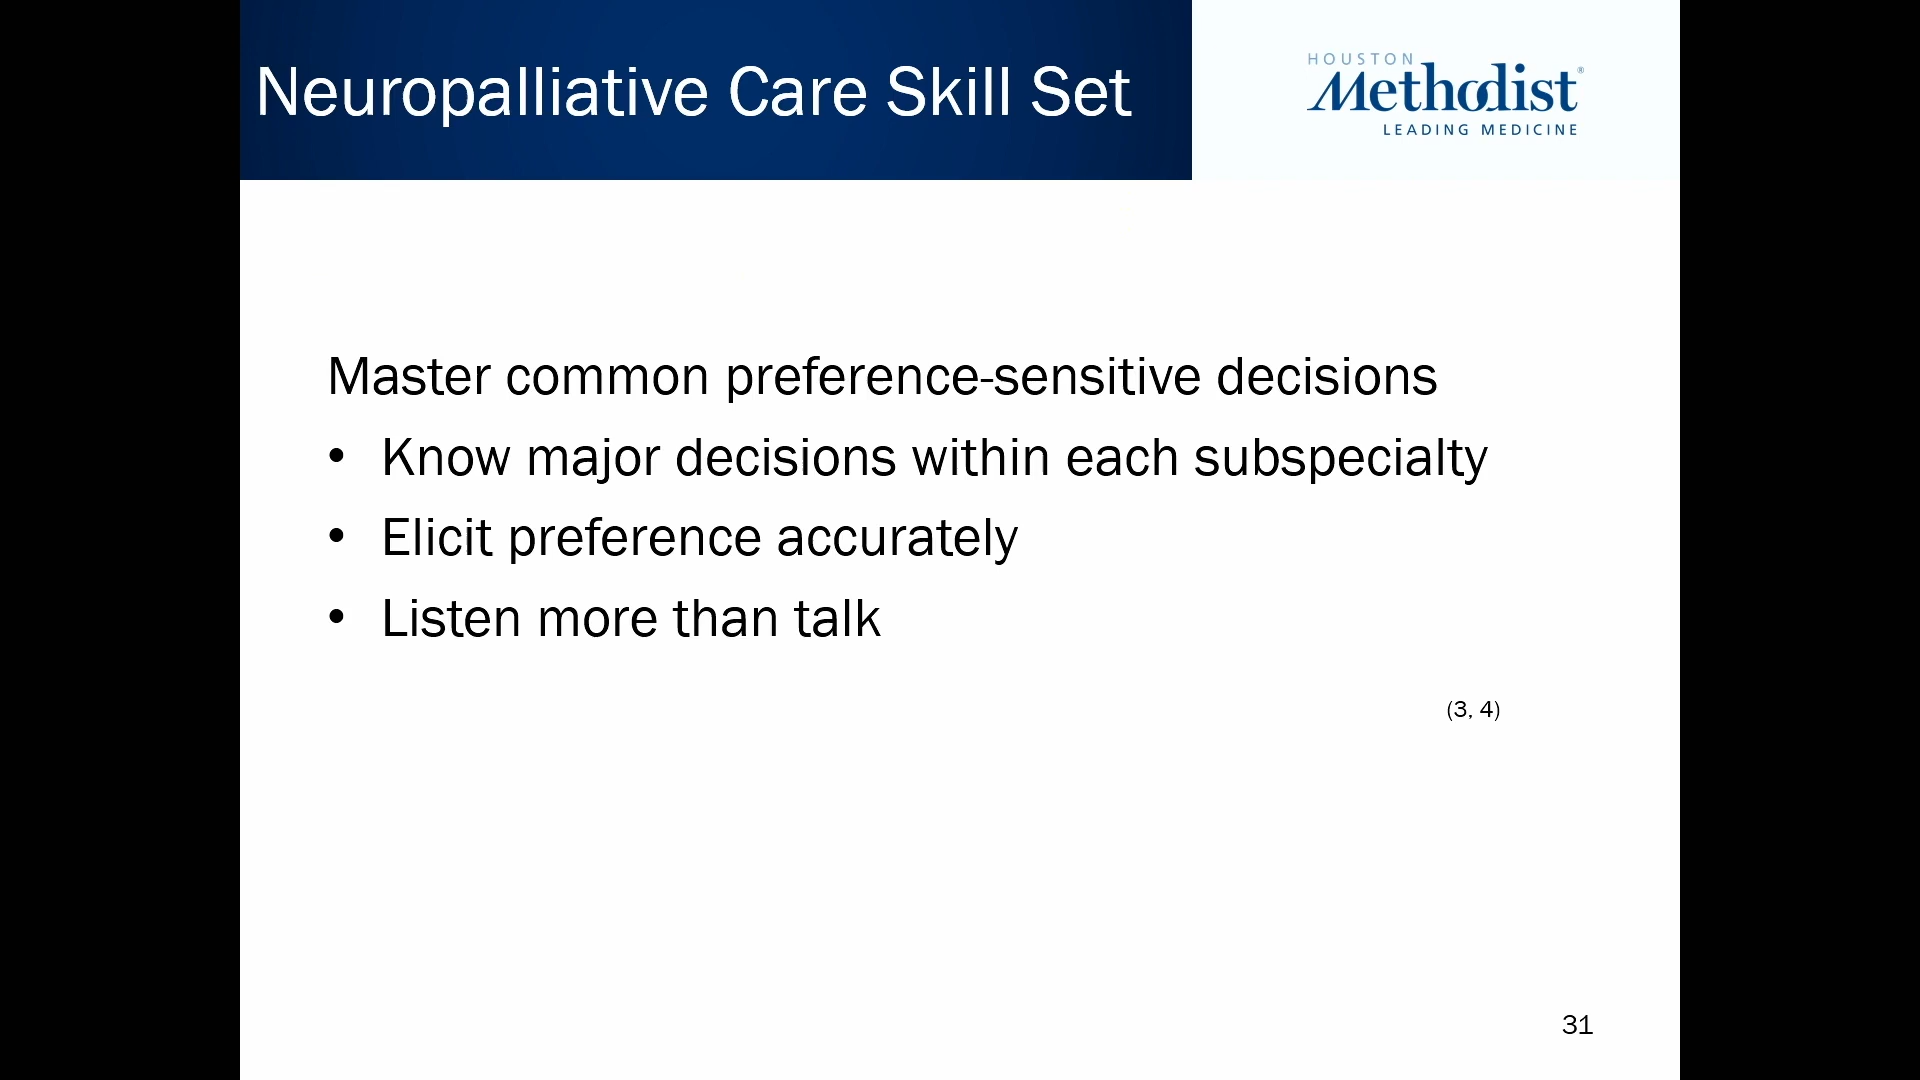 Neuropalliative Care Skill Set
HOUSTON
Methodist®
LEADING MEDICINE
Master common preference-sensitive decisions
• Know major decisions within each subspecialty
• Elicit preference accurately
• Listen more than talk
(3, 4)
31